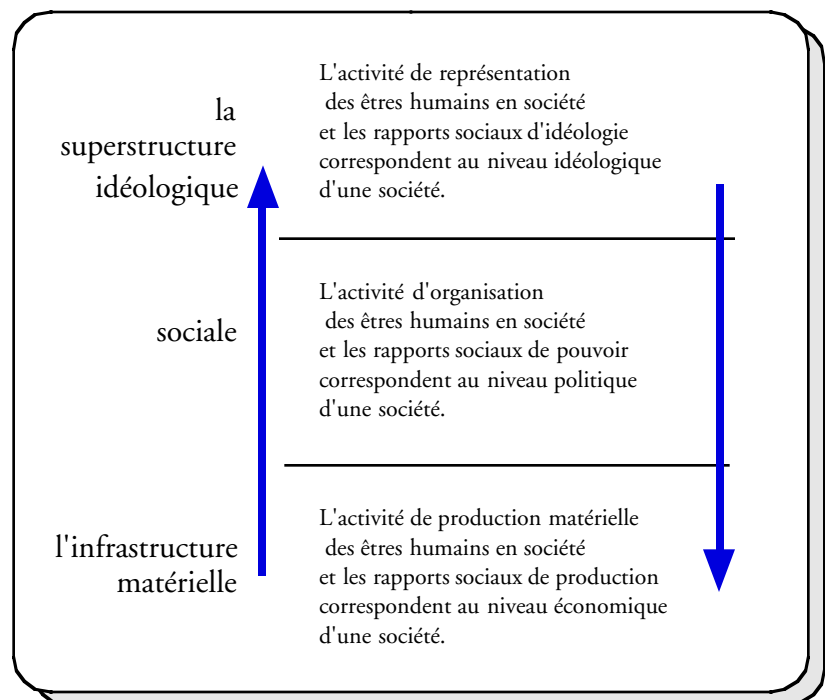 la
superstructure
idéologique
L'activité de représentation
des êtres humains en société
et les rapports sociaux d'idéologie
correspondent au niveau idéologique
d'une société.
sociale
L'activité d'organisation
des êtres humains en société
et les rapports sociaux de pouvoir
correspondent au niveau politique
d'une société.
l'infrastructure
matérielle
L'activité de production matérielle
des êtres humains en société
et les rapports sociaux de production
correspondent au niveau économique
d'une société.